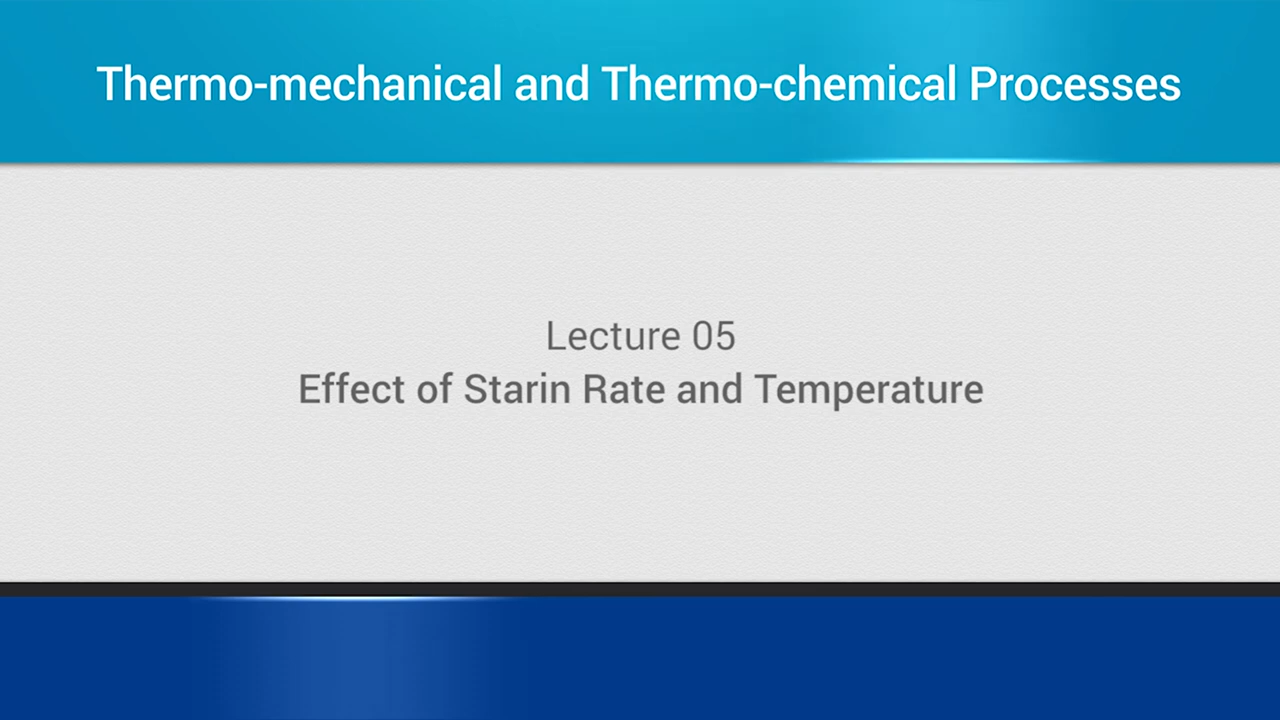 Thermo-mechanical and Thermo-chemical Processes
Lecture 05
Effect of Starin Rate and Temperature